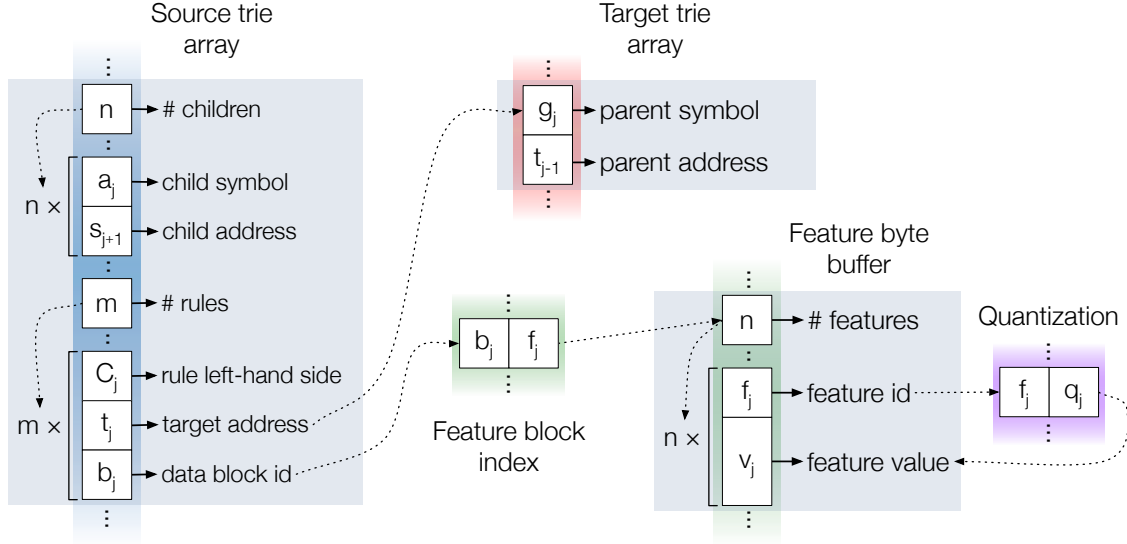 Source trie
array
⋮
n
# children
⋮
n ×
a_j
child symbol
s_{j+1}
child address
⋮
m
# rules
⋮
m ×
C_j
rule left-hand side
t_j
target address
b_j
data block id
⋮
Target trie
array
⋮
g_j
parent symbol
t_{j-1}
parent address
⋮
⋮
b_j f_j
⋮
Feature block
index
Feature byte
buffer
⋮
n
# features
⋮
n ×
f_j
feature id
v_j
feature value
⋮
Quantization
⋮
f_j q_j
⋮